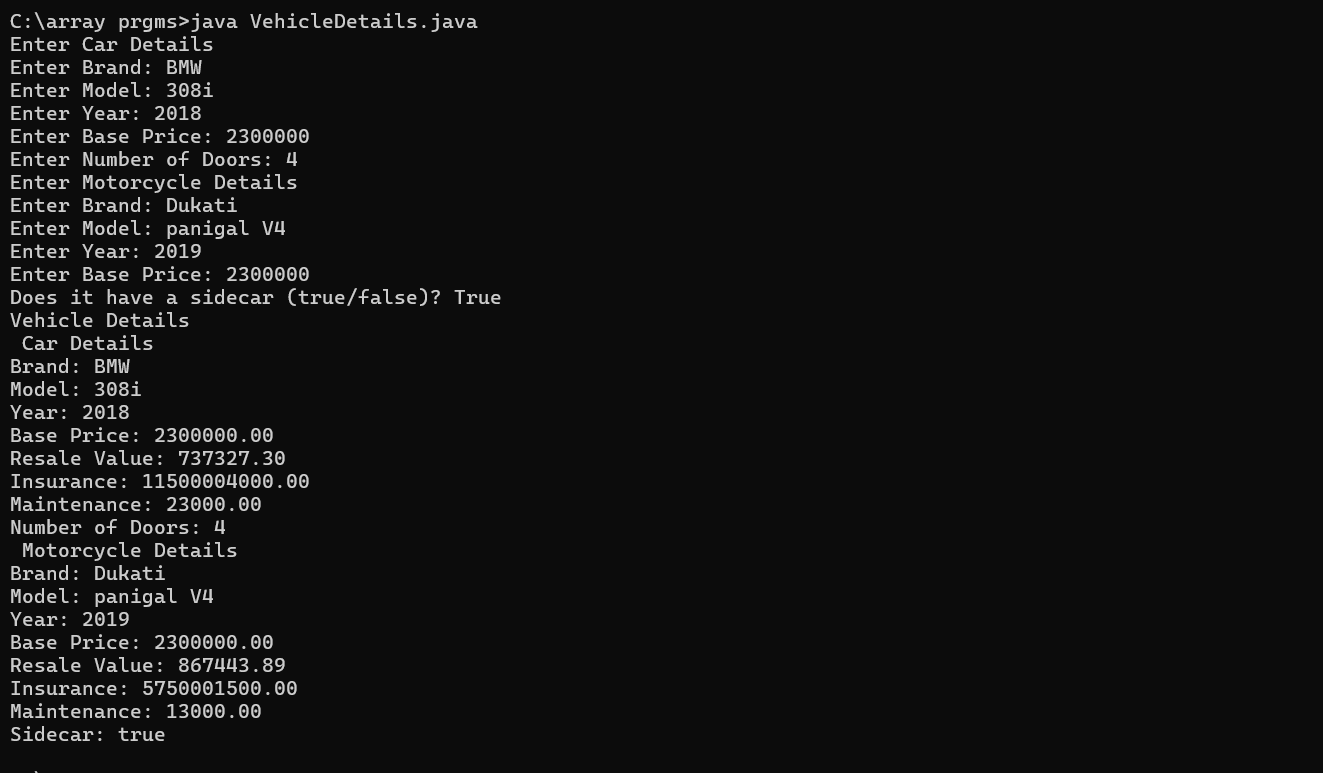 C:\array prgms>java VehicleDetails.java
Enter Car Details
Enter Brand: BMW
Enter Model: 308i
Enter Year: 2018
Enter Base Price: 2300000
Enter Number of Doors: 4
Enter Motorcycle Details
Enter Brand: Dukati
Enter Model: panigal V4
Enter Year: 2019
Enter Base Price: 2300000
Does it have a sidecar (true/false)? True
Vehicle Details
 Car Details
Brand: BMW
Model: 308i
Year: 2018
Base Price: 2300000.00
Resale Value: 737327.30
Insurance: 11500004000.00
Maintenance: 23000.00
Number of Doors: 4
 Motorcycle Details
Brand: Dukati
Model: panigal V4
Year: 2019
Base Price: 2300000.00
Resale Value: 867443.89
Insurance: 5750001500.00
Maintenance: 13000.00
Sidecar: true